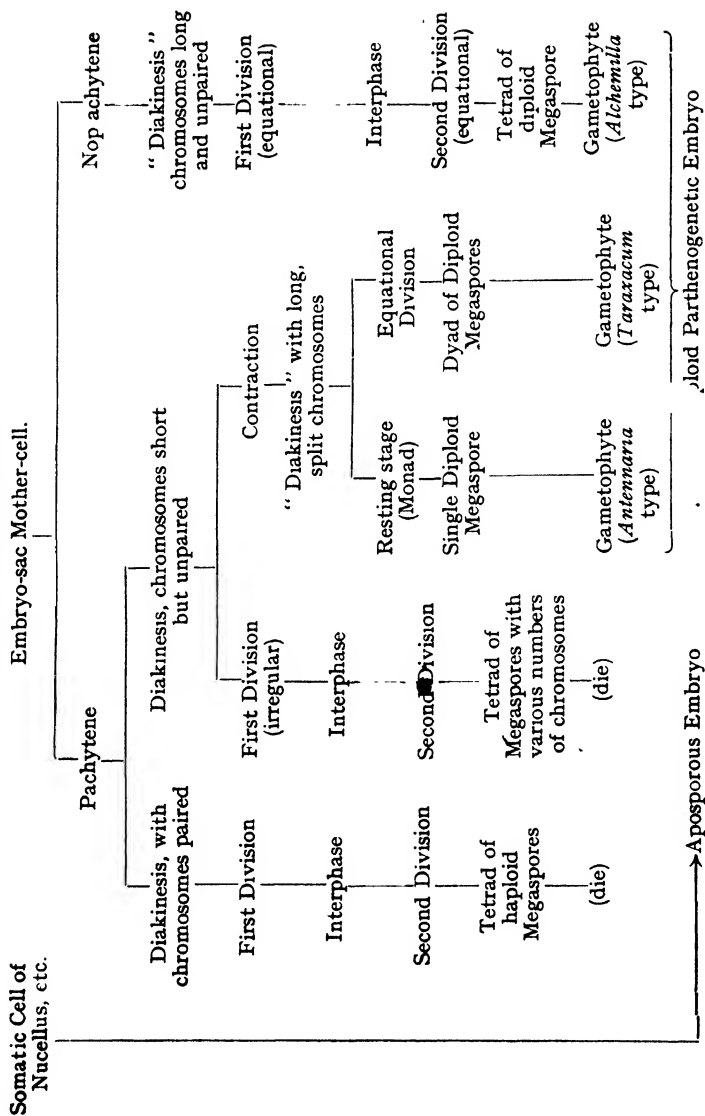 Somatic Cell of
Nucellus, etc.
Embryo-sac Mother-cell.
Pachytene
Nop achytene
Diakinesis, with
chromosomes paired
Diakinesis, chromosomes short
but unpaired
"Diakinesis"
chromosomes long
and unpaired
First Division
First Division
(irregular)
Contraction
First Division
(equational)
"Diakinesis" with long,
split chromosomes
Interphase
Interphase
Interphase
Resting stage
(Monad)
Equational
Division
Second Division
Second Division
Second Division
(equational)
Single Diploid
Megaspore
Dyad of Diploid
Megaspores
Tetrad of
haploid
Megaspores
Tetrad of
Megaspores with
various numbers
of chromosomes
Tetrad of
diploid
Megaspore
(die)
(die)
Gametophyte
(Antennaria
type)
Gametophyte
(Taraxacum
type)
Gametophyte
(Alchemilla
type)
Aposporous Embryo
ploid Parthenogenetic Embryo